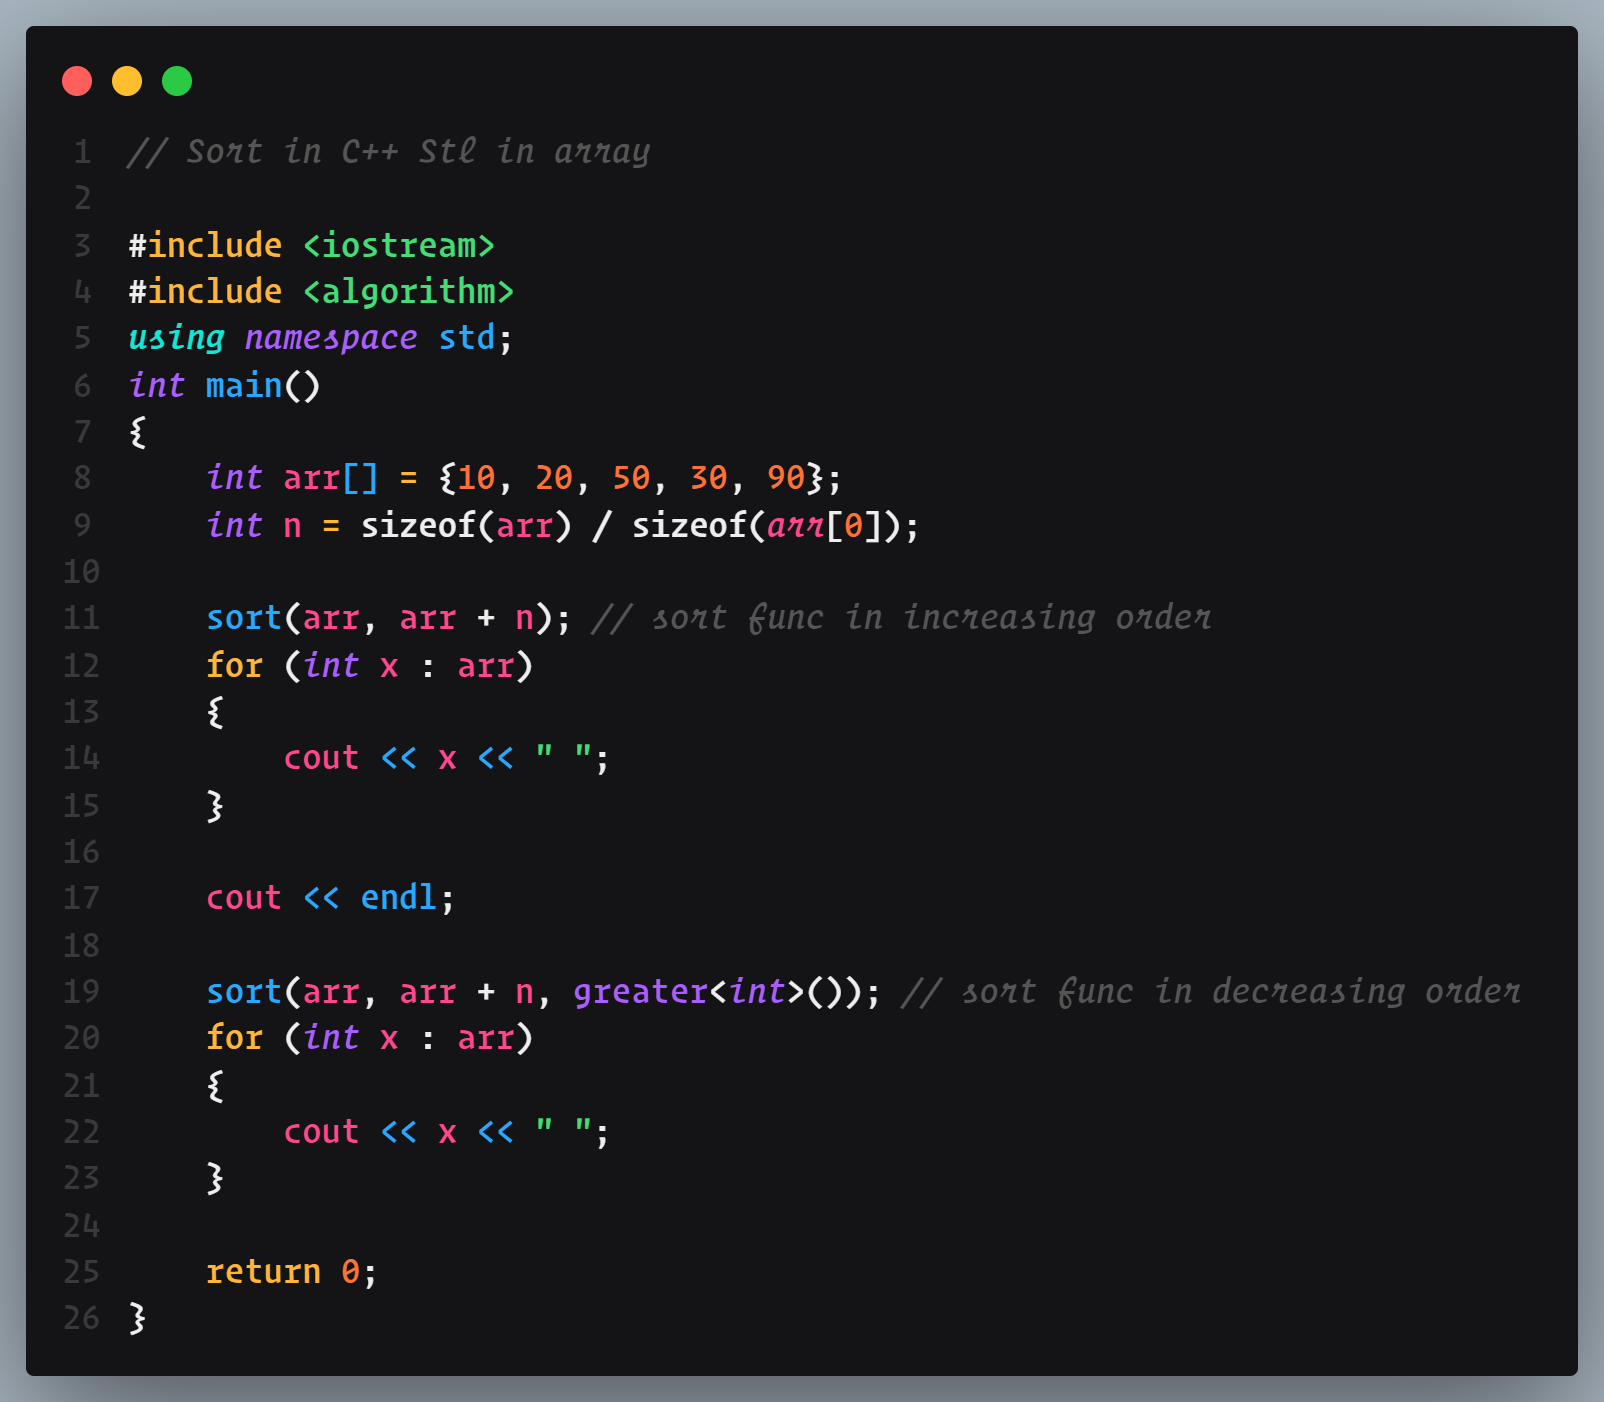 1 // Sort in C++ Stl in array
2
3 #include <iostream>
4 #include <algorithm>
5 using namespace std;
6 int main()
7 {
8     int arr[] = {10, 20, 50, 30, 90};
9     int n = sizeof(arr) / sizeof(arr[0]);
10
11     sort(arr, arr + n); // sort func in increasing order
12     for (int x : arr)
13     {
14         cout << x << " ";
15     }
16
17     cout << endl;
18
19     sort(arr, arr + n, greater<int>()); // sort func in decreasing order
20     for (int x : arr)
21     {
22         cout << x << " ";
23     }
24
25     return 0;
26 }